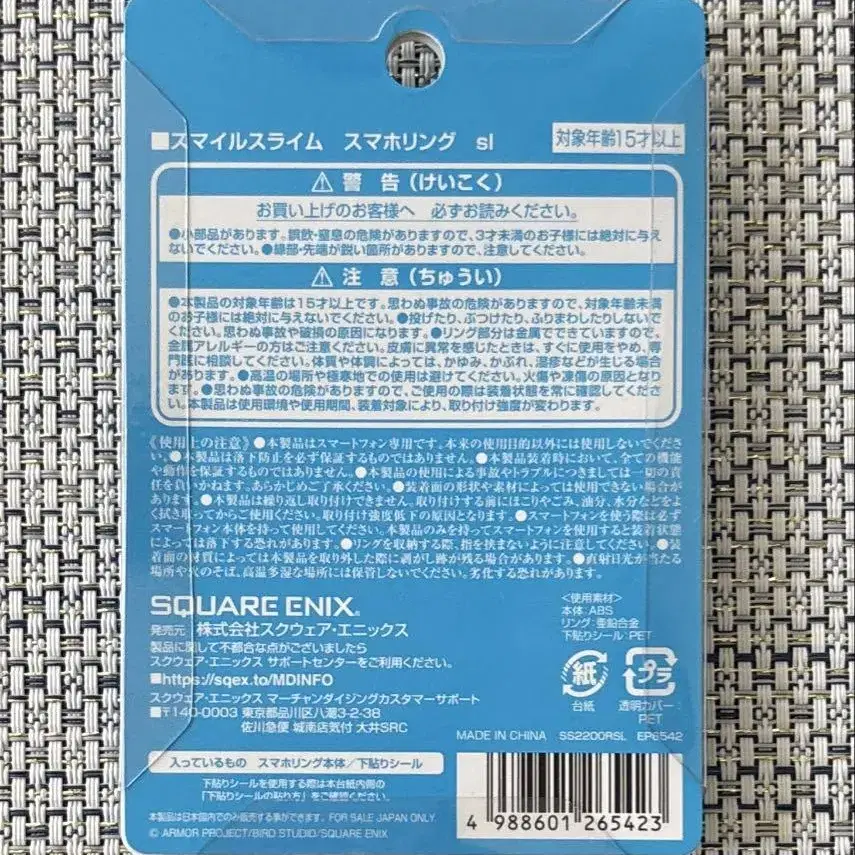 ■スマイルスライム スマホリング sl
対象年齢15才以上
⚠警 告(けいこく)
お買い上げのお客様へ 必ずお読みください。
●小部品があります。誤飲・窒息の危険がありますので、3才未満のお子様には絶対に与え
ないでください。●縁部・先端が鋭い箇所がありますので、注意してください。
⚠注 意(ちゅうい)
●本製品の対象年齢は15才以上です。思わぬ事故の危険がありますので、対象年齢未満
のお子様には絶対に与えないでください。●投げたり、ぶつけたり、ふりまわしたりしないで
ください。思わぬ事故や破損の原因になります。●リング部分は金属でできていますので、
金属アレルギーの方はご注意ください。皮膚に異常を感じたときは、すぐに使用をやめ、専
門医に相談してください。体質や体調によっては、かゆみ、かぶれ、湿疹などが生じる場合
があります。●高温の場所や極寒地での使用は避けてください。火傷や凍傷の原因となりま
す。●思わぬ事故の危険がありますので、ご使用の際は装着状態を常に確認してくださ
い。本製品は使用環境や使用期間、装着対象により、取り付け強度が変わります。
《使用上の注意》●本製品はスマートフォン専用です。本来の使用目的以外には使用しないでくださ
い。●本製品は落下防止を必ず保証するものではありません。●本製品装着時において、全ての機能
や動作を保証するものではありません。●本製品の使用による事故やトラブルにつきましては一切の責
任を負いかねます。あらかじめご了承ください。●装着面の形状や素材によっては使用できない場合が
あります。●本製品は繰り返し取り付けできません。取り付けする前にほこりやごみ、油分、水分などをよ
く拭き取ってからご使用ください。取り付け強度低下の原因となります。●スマートフォンを使う際は必ず
スマートフォン本体を持って使用してください。本製品のみを持ってスマートフォンを使用すると装着状態
によっては落下する恐れがあります。●リングを収納する際、指を挟まないように注意してください。●装
着面の材質によっては本製品を取り外した際に剥がし跡が残る場合があります。●直射日光が当たる
場所や火のそば、高温多湿な場所には保管しないでください。劣化する恐れがあります。
SQUARE ENIX®
発売元 株式会社スクウェア・エニックス
製品に関して不都合な点がございましたら
スクウェア・エニックス サポートセンターをご利用ください。
■https://sqex.to/MDINFO
スクウェア・エニックス マーチャンダイジングカスタマーサポート
■〒140-0003 東京都品川区八潮3-2-38
佐川急便 城南店気付 大井SRC
<使用素材>
本体:ABS
リング:亜鉛合金
下貼りシール:PET
紙
台紙
プラ
透明カバー:
PET
MADE IN CHINA SS2200RSL EP6542
入っているもの スマホリング本体/下貼りシール
下貼りシールを使用する際は本台紙内側の
「下貼りシールの貼り方」をご確認ください。
本製品は日本国内でのみ販売する事ができます。FOR SALE JAPAN ONLY.
© ARMOR PROJECT/BIRD STUDIO/SQUARE ENIX
4 988601 265423